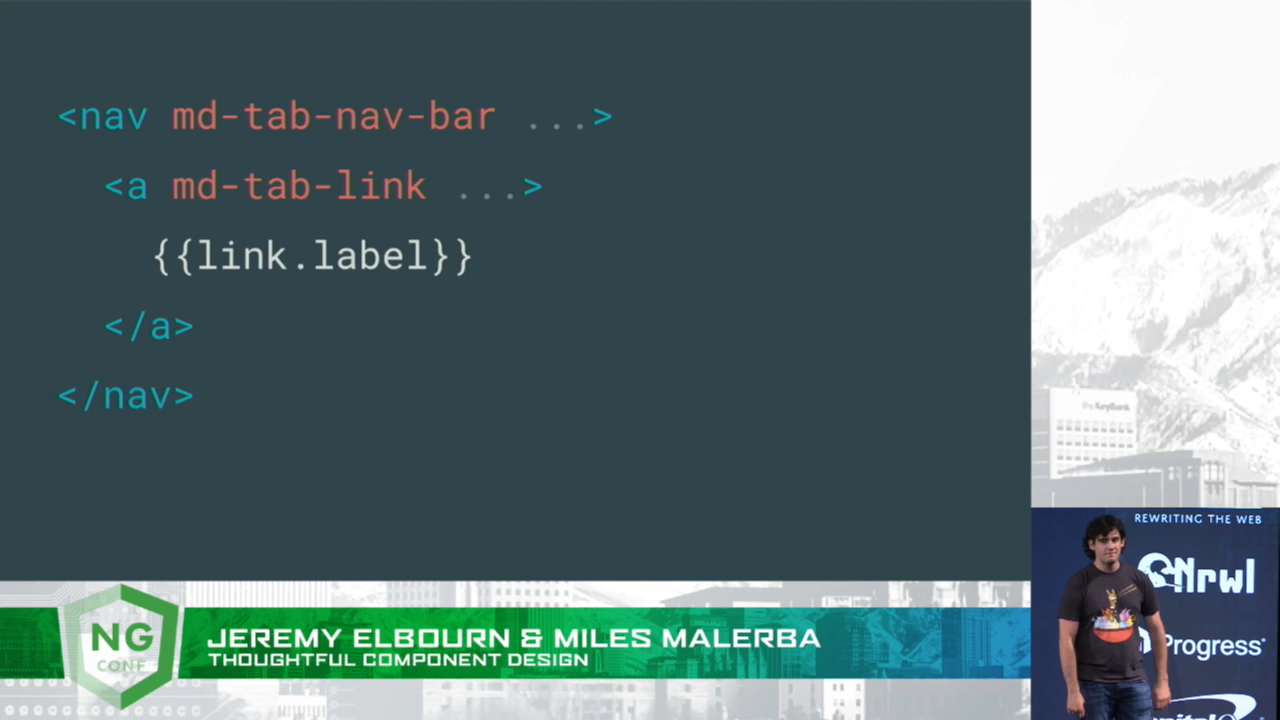 <nav md-tab-nav-bar ...>
<a md-tab-link ...>
{{link.label}}
</a>
</nav>
KeyBank
REWRITING THE WEB
Nrwl
Progress
NG
CONF
JEREMY ELBOURN & MILES MALERBA
THOUGHTFUL COMPONENT DESIGN